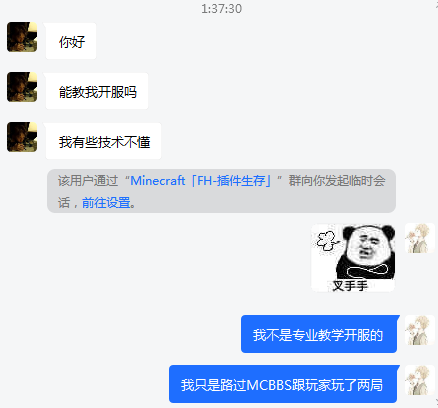 1:37:30
你好
能教我开服吗
我有些技术不懂
该用户通过“Minecraft「FH-插件生存」”群向你发起临时会
话，前往设置。
叉手手
我不是专业教学开服的
我只是路过MCBBS跟玩家玩了两局